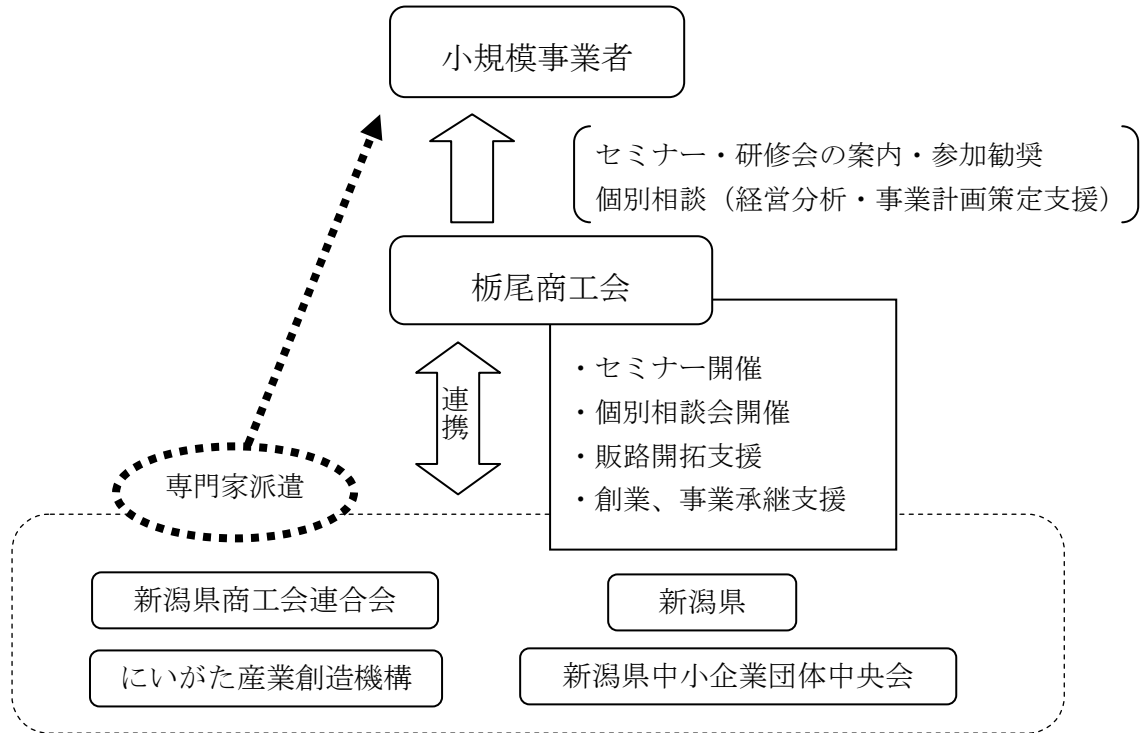 小規模事業者
セミナー・研修会の案内・参加勧奨
個別相談（経営分析・事業計画策定支援）
栃尾商工会
連携
・セミナー開催
・個別相談会開催
・販路開拓支援
・創業、事業承継支援
専門家派遣
新潟県商工会連合会
新潟県
にいがた産業創造機構
新潟県中小企業団体中央会